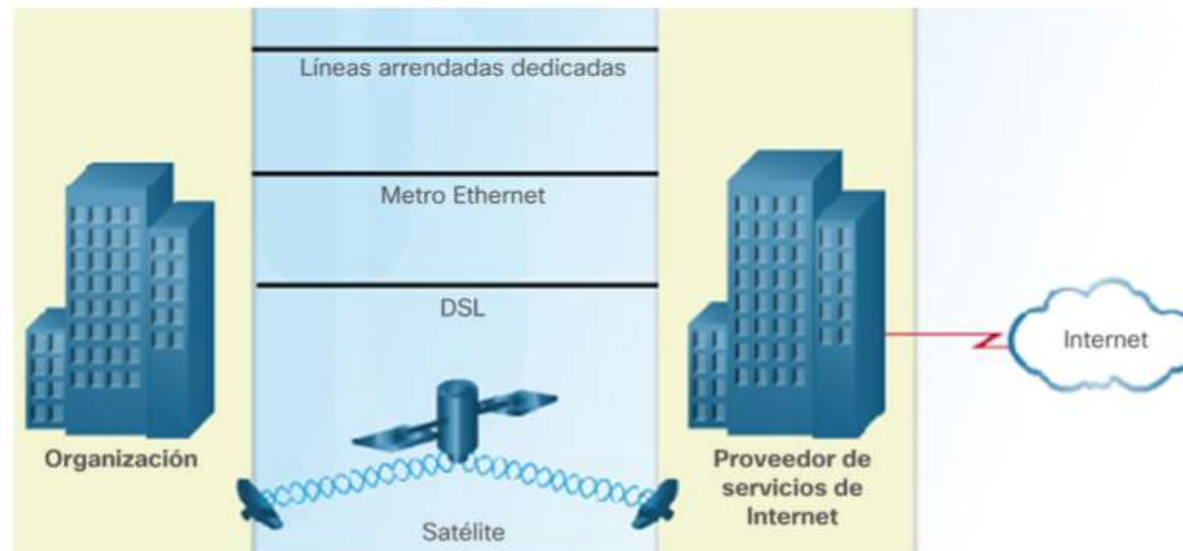 Líneas arrendadas dedicadas
Metro Ethernet
DSL
Internet
Organización
Proveedor de
servicios de
Internet
Satélite